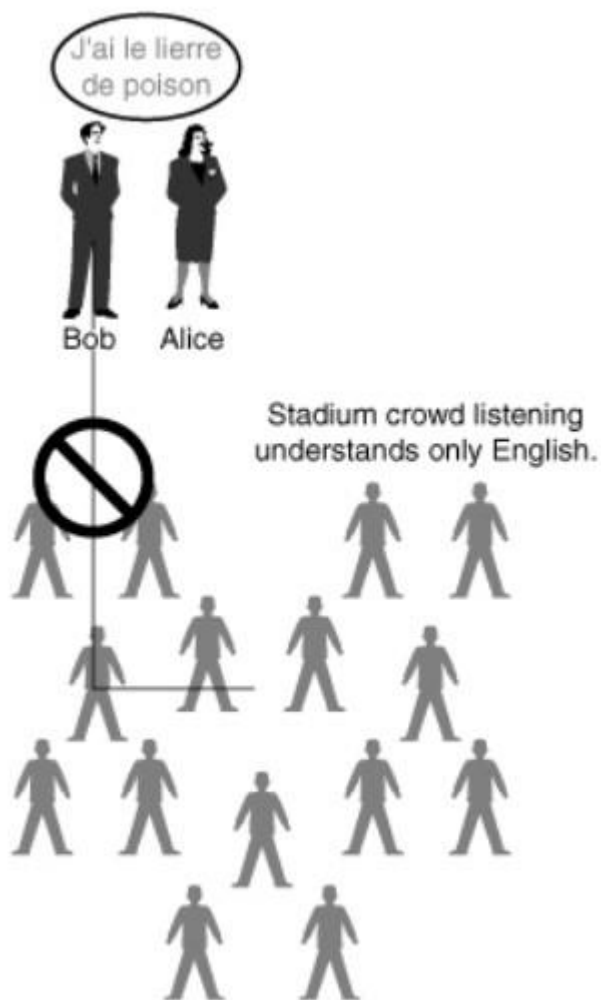 J'ai le lierre
de poison
Bob Alice
Stadium crowd listening
understands only English.